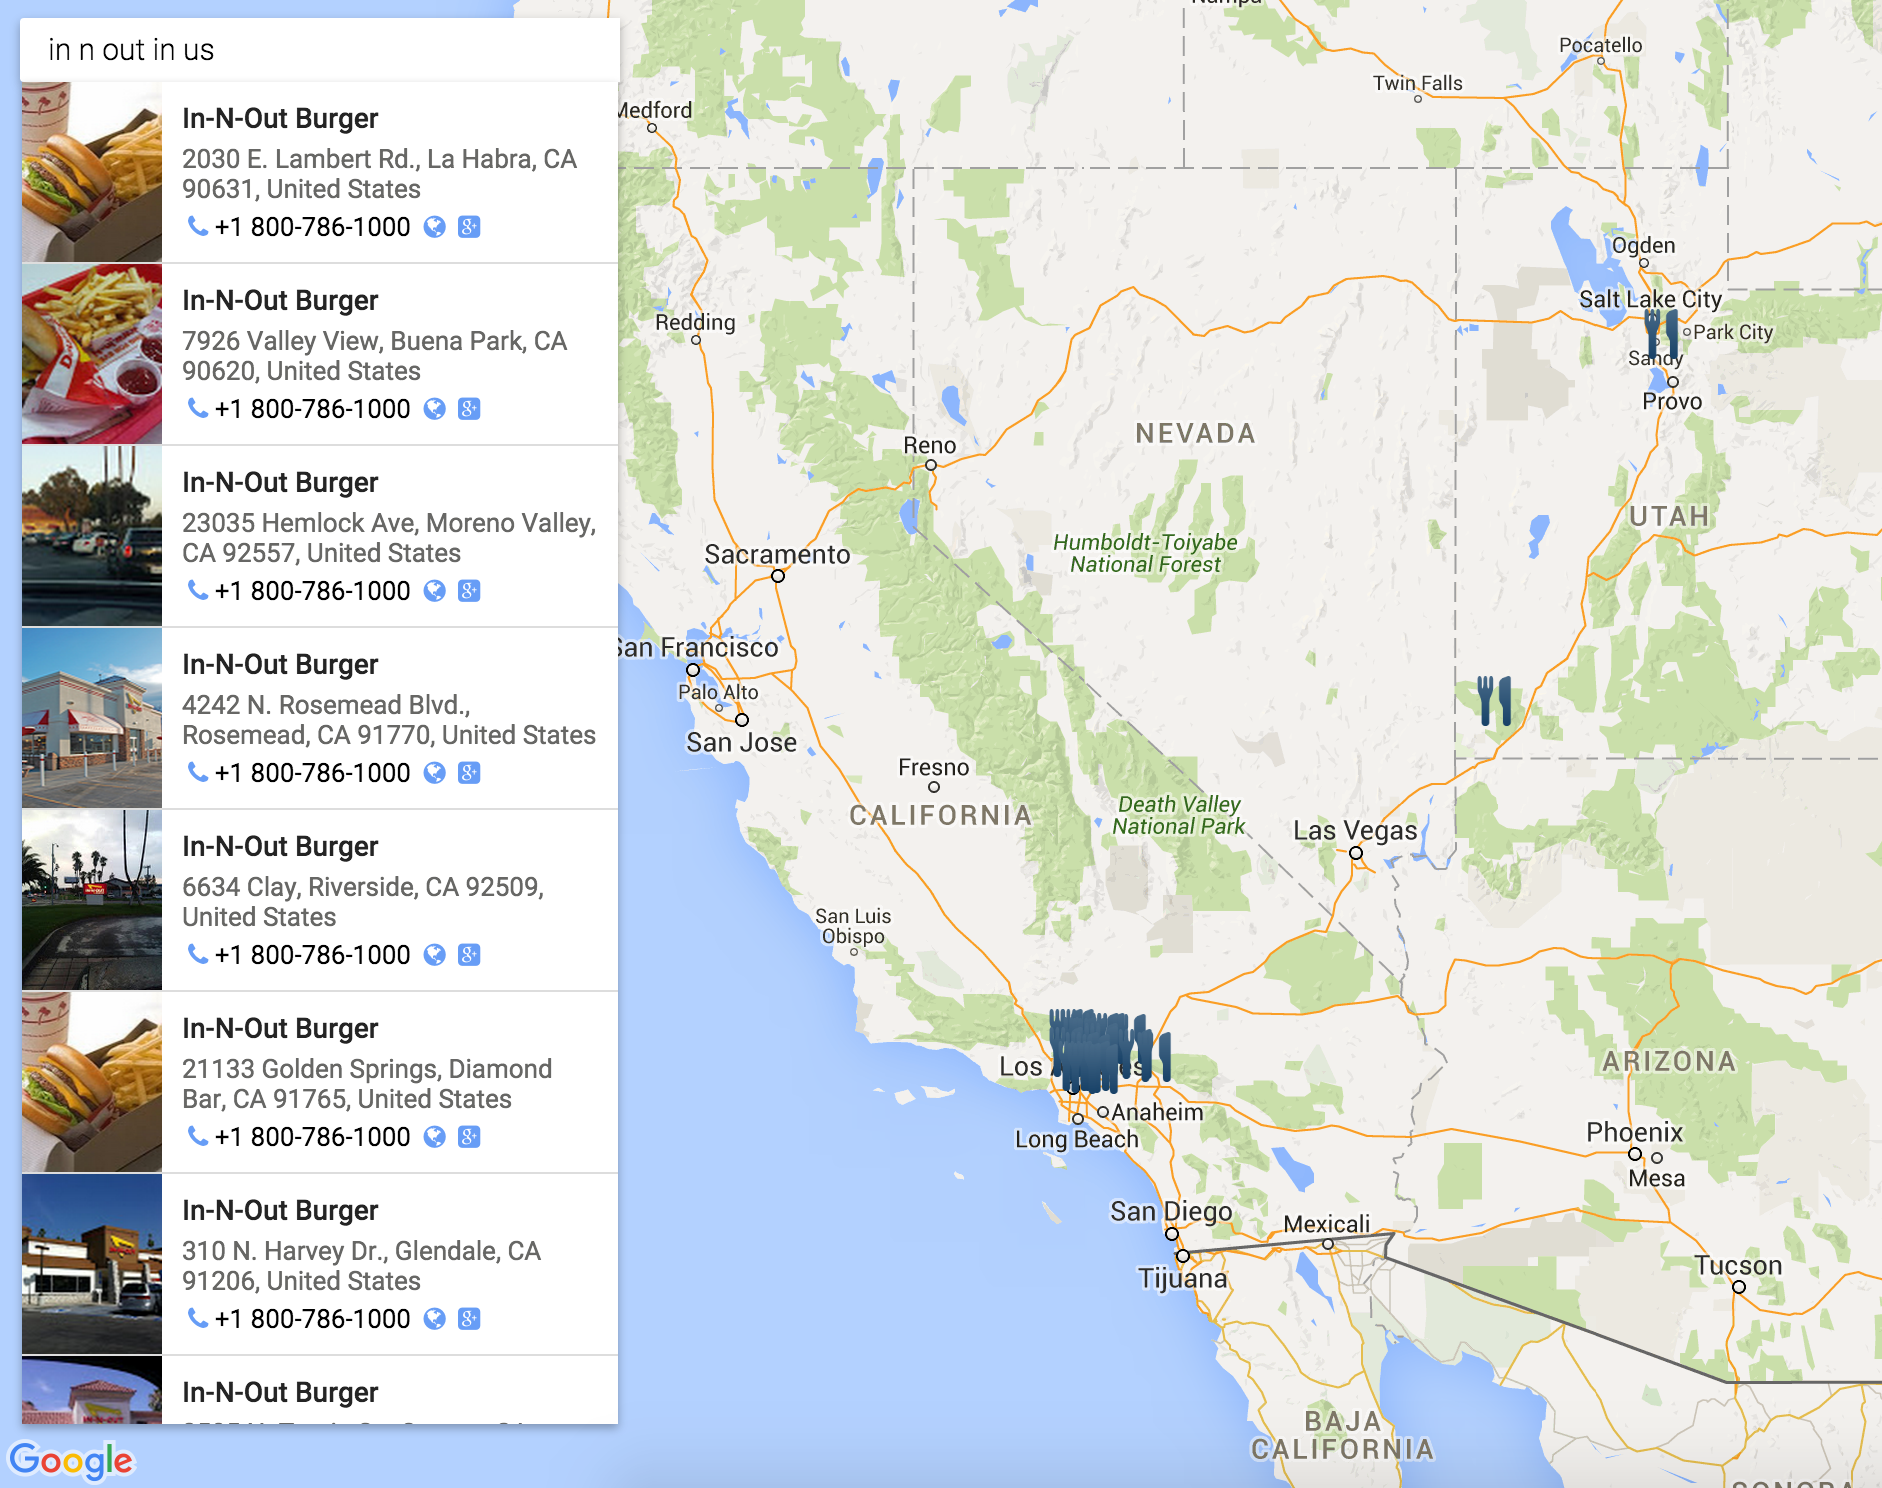 in n out in us
In-N-Out Burger
2030 E. Lambert Rd., La Habra, CA
90631, United States
+1 800-786-1000
In-N-Out Burger
7926 Valley View, Buena Park, CA
90620, United States
+1 800-786-1000
In-N-Out Burger
23035 Hemlock Ave, Moreno Valley,
CA 92557, United States
+1 800-786-1000
In-N-Out Burger
4242 N. Rosemead Blvd.,
Rosemead, CA 91770, United States
+1 800-786-1000
In-N-Out Burger
6634 Clay, Riverside, CA 92509,
United States
+1 800-786-1000
In-N-Out Burger
21133 Golden Springs, Diamond
Bar, CA 91765, United States
+1 800-786-1000
In-N-Out Burger
310 N. Harvey Dr., Glendale, CA
91206, United States
+1 800-786-1000
In-N-Out Burger
Google
Nampa
Pocatello
Twin Falls
Medford
Ogden
Salt Lake City
Park City
Sandy
Provo
Redding
NEVADA
Reno
UTAH
Humboldt-Toiyabe
National Forest
Sacramento
San Francisco
Palo Alto
San Jose
Fresno
CALIFORNIA
Death Valley
National Park
Las Vegas
San Luis
Obispo
Los
es
Anaheim
Long Beach
ARIZONA
Phoenix
Mesa
San Diego
Mexicali
Tijuana
Tucson
BAJA
CALIFORNIA
SONORA